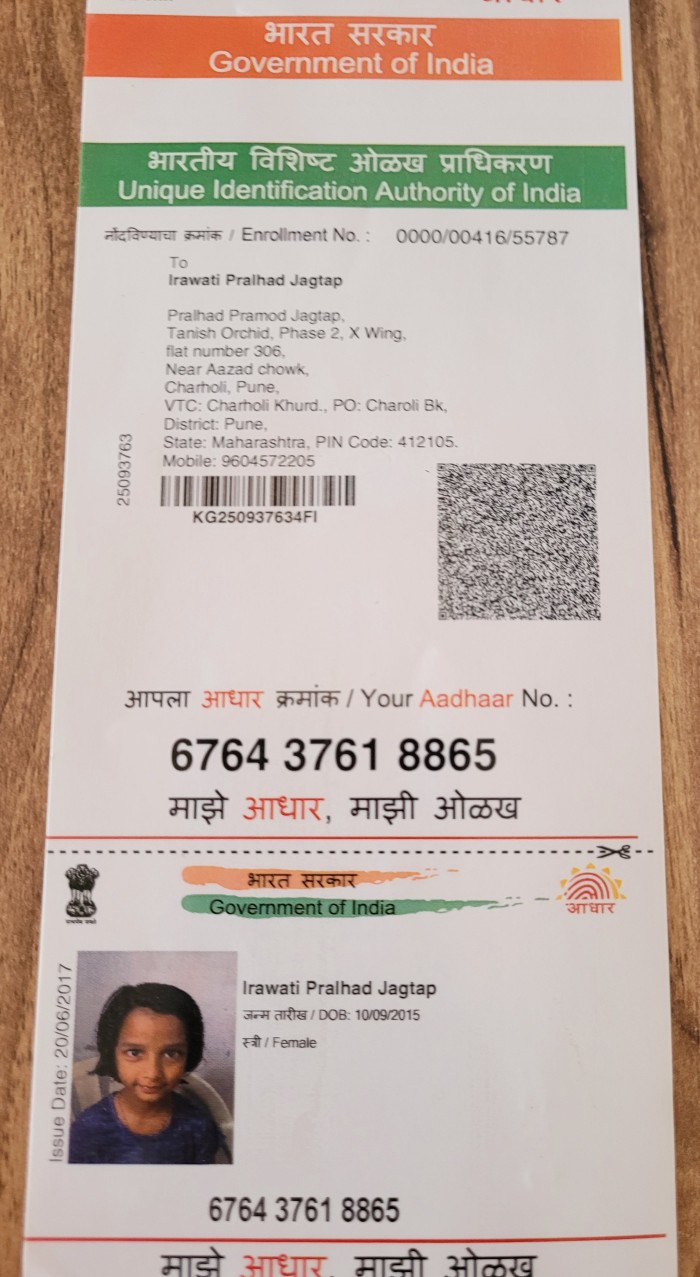 भारत सरकार
Government of India
भारतीय विशिष्ट ओळख प्राधिकरण
Unique Identification Authority of India
नोंदविण्याचा क्रमांक / Enrollment No. : 0000/00416/55787
To
Irawati Pralhad Jagtap
Pralhad Pramod Jagtap,
Tanish Orchid, Phase 2, X Wing,
flat number 306,
Near Aazad chowk,
Charholi, Pune,
VTC: Charholi Khurd., PO: Charoli Bk,
District: Pune,
State: Maharashtra, PIN Code: 412105.
Mobile: 9604572205
25093763
KG250937634FI
आपला आधार क्रमांक / Your Aadhaar No. :
6764 3761 8865
माझे आधार, माझी ओळख
भारत सरकार
Government of India
आधार
Issue Date: 20/06/2017
Irawati Pralhad Jagtap
जन्म तारीख / DOB: 10/09/2015
स्त्री / Female
6764 3761 8865
माझे आधार, माझी ओळख